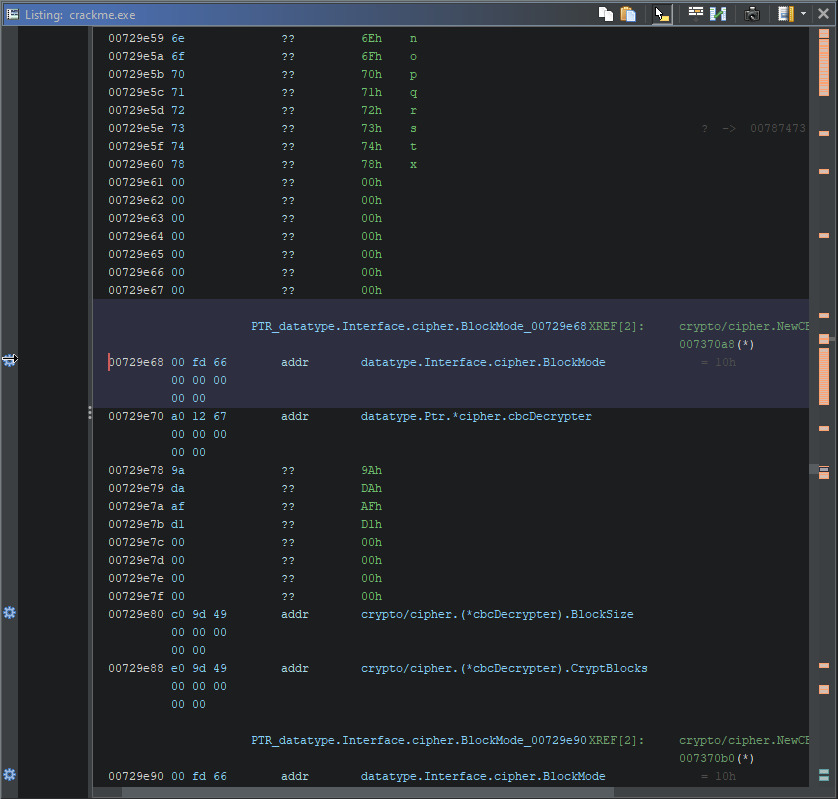 Listing: crackme.exe
00729e59 6e ?? 6Eh n
00729e5a 6f ?? 6Fh o
00729e5b 70 ?? 70h p
00729e5c 71 ?? 71h q
00729e5d 72 ?? 72h r
00729e5e 73 ?? 73h s ? -> 00787473
00729e5f 74 ?? 74h t
00729e60 78 ?? 78h x
00729e61 00 ?? 00h
00729e62 00 ?? 00h
00729e63 00 ?? 00h
00729e64 00 ?? 00h
00729e65 00 ?? 00h
00729e66 00 ?? 00h
00729e67 00 ?? 00h
PTR_datatype.Interface.cipher.BlockMode_00729e68 XREF[2]: crypto/cipher.NewCB
007370a8(*)
00729e68 00 fd 66 addr datatype.Interface.cipher.BlockMode = 10h
00 00 00
00 00
00729e70 a0 12 67 addr datatype.Ptr.*cipher.cbcDecrypter
00 00 00
00 00
00729e78 9a ?? 9Ah
00729e79 da ?? DAh
00729e7a af ?? AFh
00729e7b d1 ?? D1h
00729e7c 00 ?? 00h
00729e7d 00 ?? 00h
00729e7e 00 ?? 00h
00729e7f 00 ?? 00h
00729e80 c0 9d 49 addr crypto/cipher.(*cbcDecrypter).BlockSize
00 00 00
00 00
00729e88 e0 9d 49 addr crypto/cipher.(*cbcDecrypter).CryptBlocks
00 00 00
00 00
PTR_datatype.Interface.cipher.BlockMode_00729e90 XREF[2]: crypto/cipher.NewCB
007370b0(*)
00729e90 00 fd 66 addr datatype.Interface.cipher.BlockMode = 10h